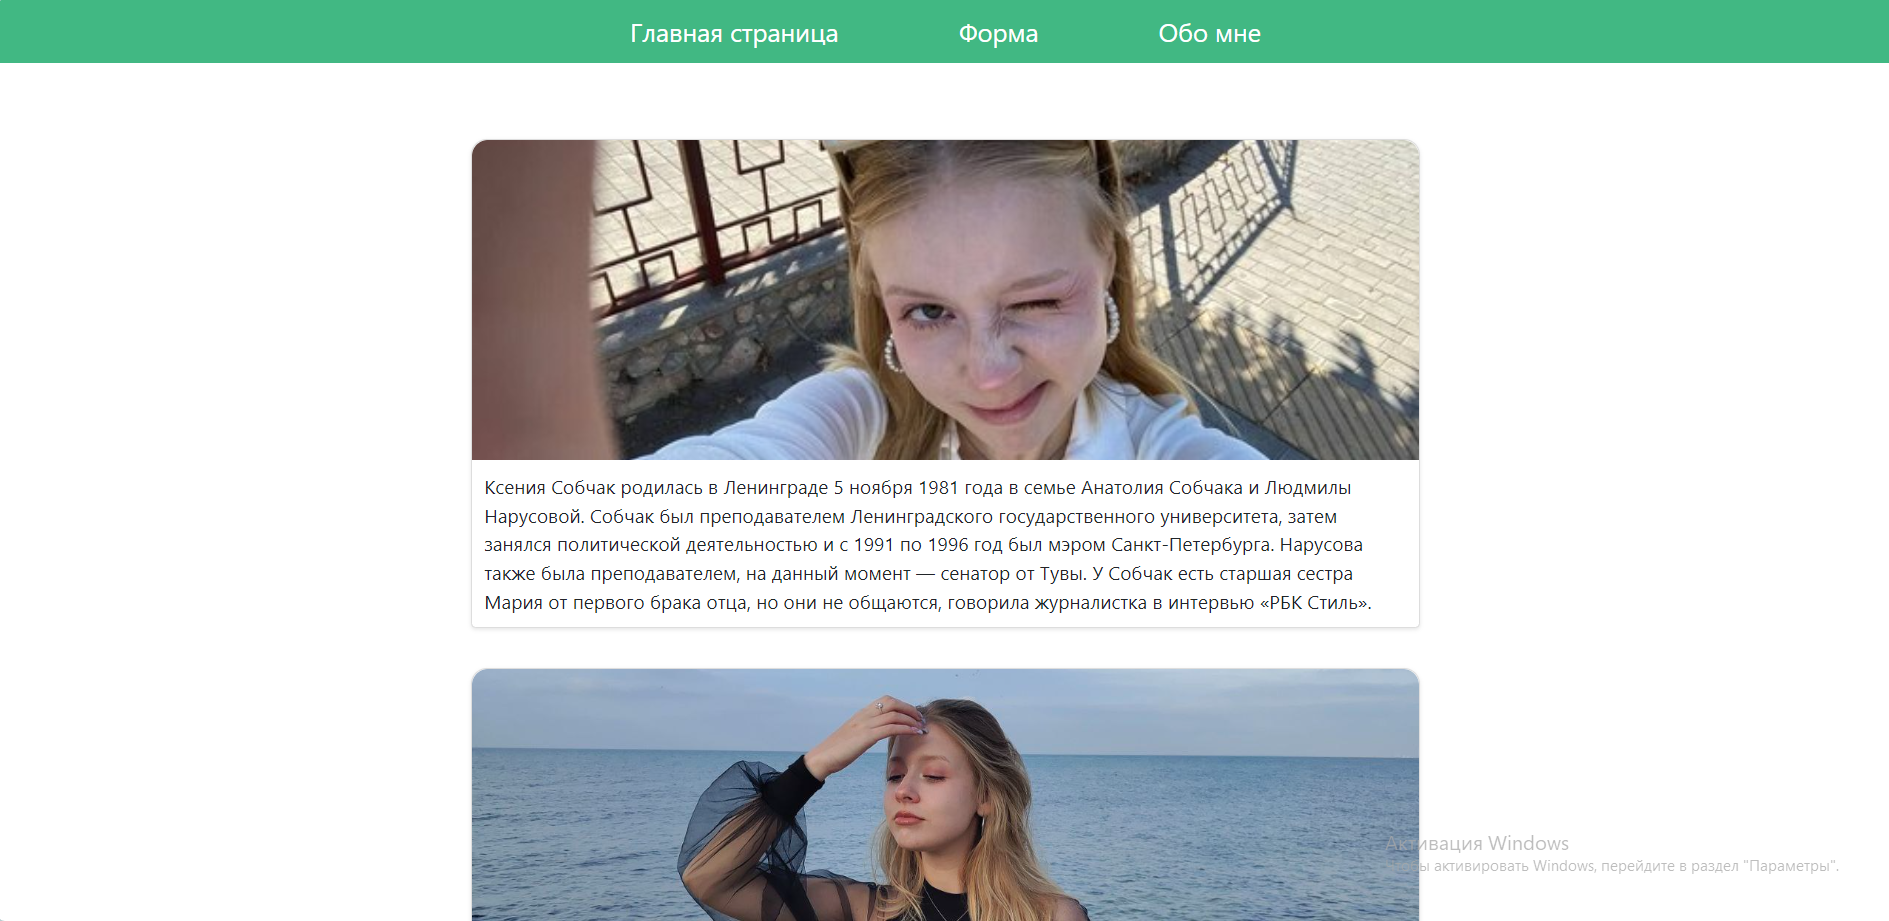 Главная страница Форма Обо мне
Ксения Собчак родилась в Ленинграде 5 ноября 1981 года в семье Анатолия Собчака и Людмилы
Нарусовой. Собчак был преподавателем Ленинградского государственного университета, затем
занялся политической деятельностью и с 1991 по 1996 год был мэром Санкт-Петербурга. Нарусова
также была преподавателем, на данный момент — сенатор от Тувы. У Собчак есть старшая сестра
Мария от первого брака отца, но они не общаются, говорила журналистка в интервью «РБК Стиль».
Активация Windows
активировать Windows, перейдите в раздел "Параметры".